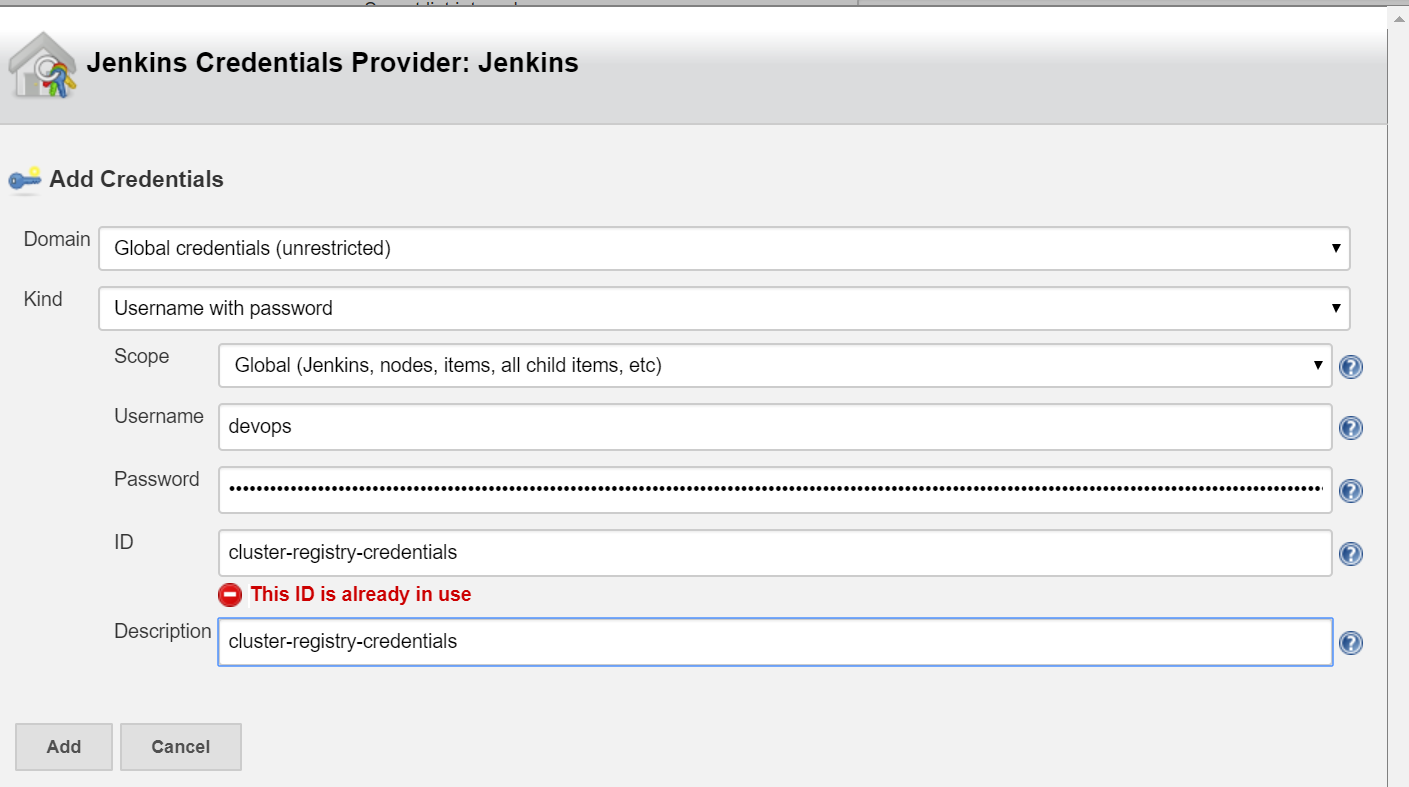 Jenkins Credentials Provider: Jenkins
Add Credentials
Domain Global credentials (unrestricted)
Kind Username with password
Scope Global (Jenkins, nodes, items, all child items, etc)
Username devops
Password
ID cluster-registry-credentials
This ID is already in use
Description cluster-registry-credentials
Add Cancel